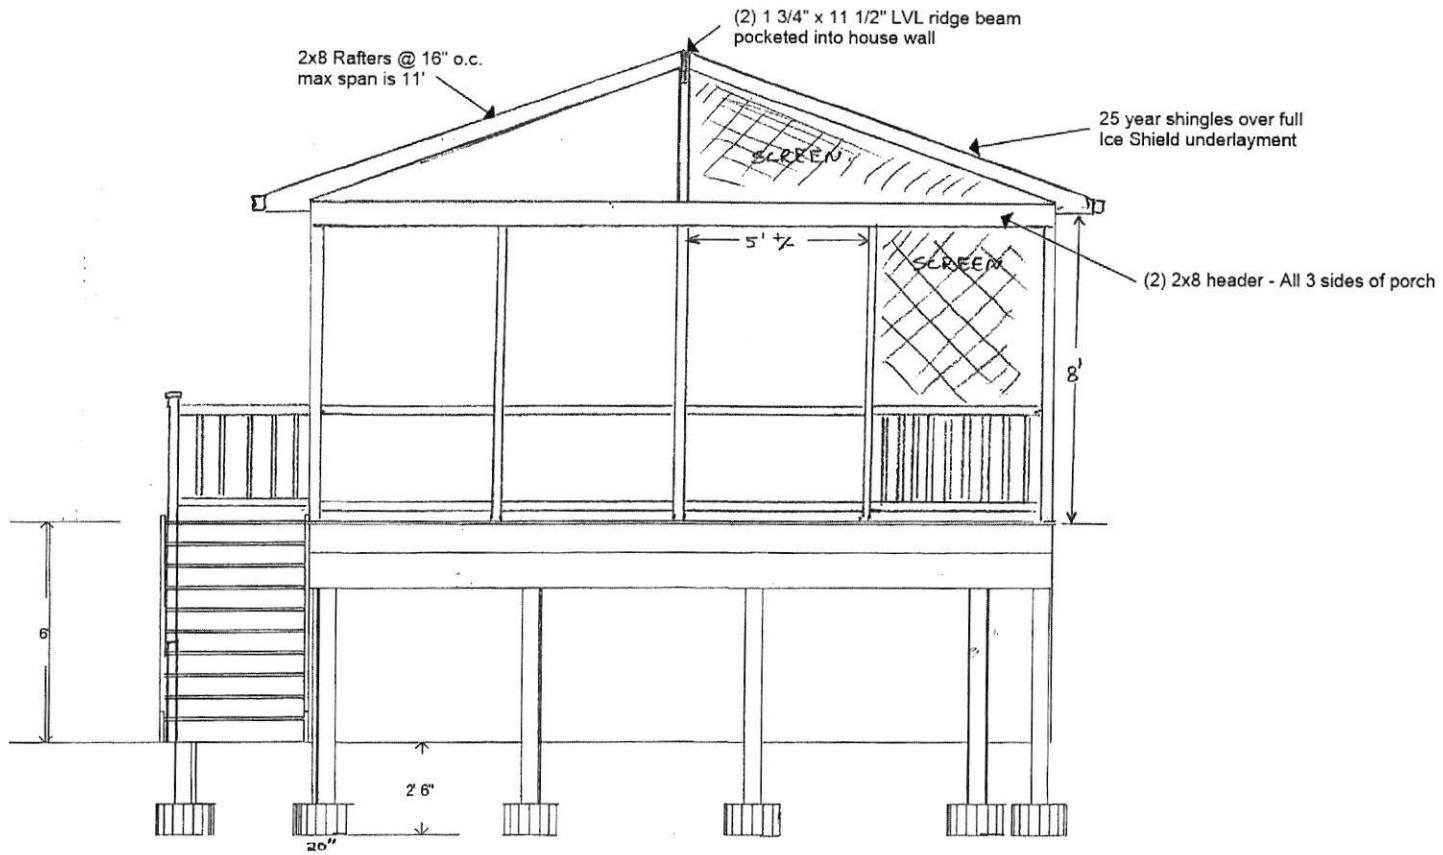 (2) 1 3/4" x 11 1/2" LVL ridge beam
pocketed into house wall
2x8 Rafters @ 16" o.c.
max span is 11'
25 year shingles over full
Ice Shield underlayment
SCREEN
5' +/-
SCREEN
(2) 2x8 header - All 3 sides of porch
8'
6'
2' 6"
20"